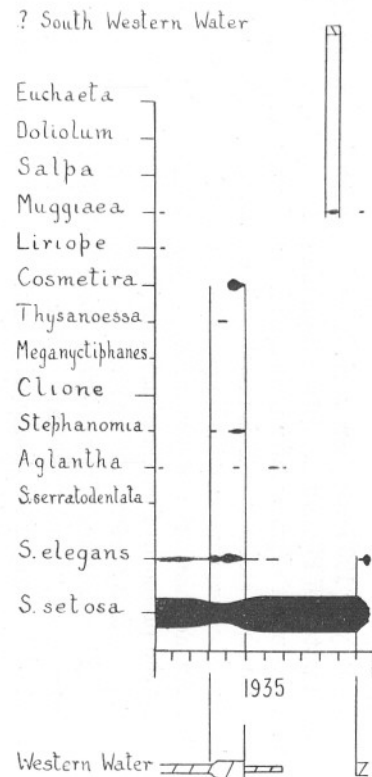 ? South Western Water
Euchaeta
Doliolum
Salpa
Muggiaea
Liriope
Cosmetira
Thysanoessa
Meganyctiphanes
Clione
Stephanomia
Aglantha
S. serratodentata
S. elegans
S. setosa
1935
Western Water